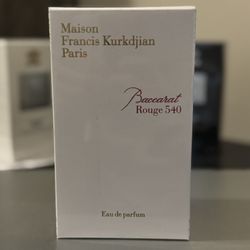 Maison
Francis Kurkdjian
Paris
Baccarat
Rouge 540
Eau de parfum